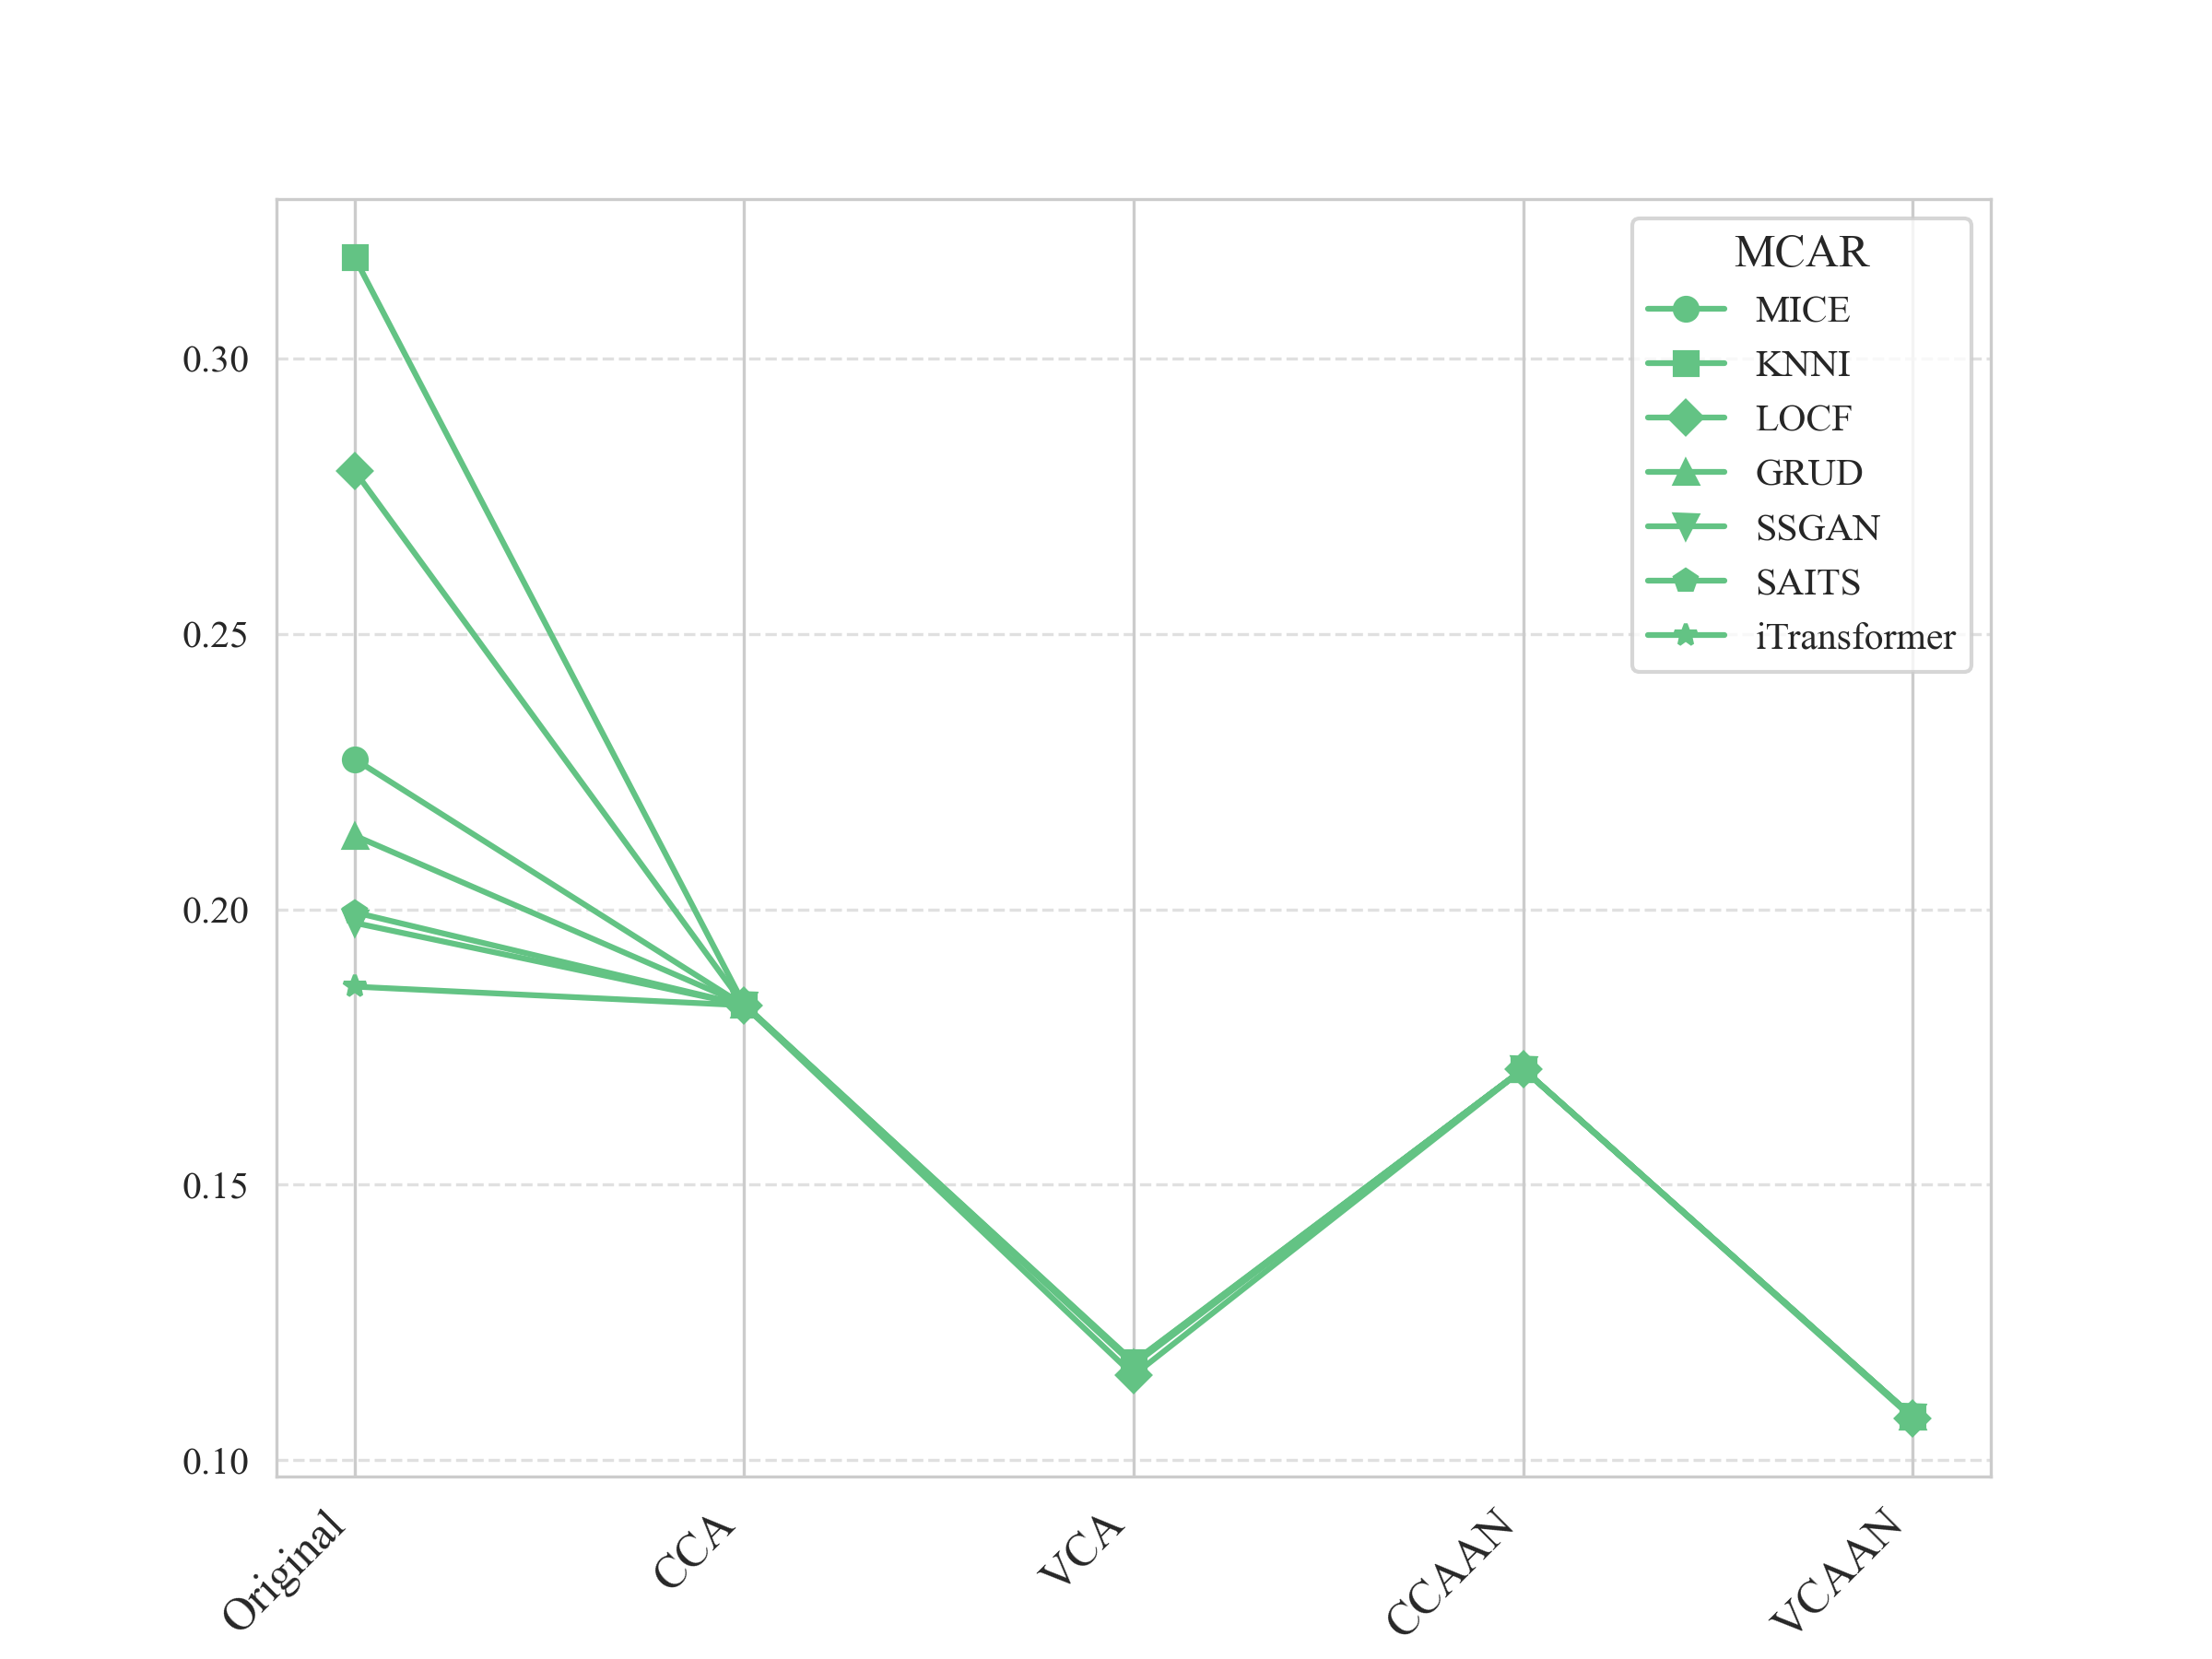 MCAR
MICE
KNNI
LOCF
GRUD
SSGAN
SAITS
iTransformer
0.30
0.25
0.20
0.15
0.10
Original
CCA
VCA
CCAAN
VCAAN